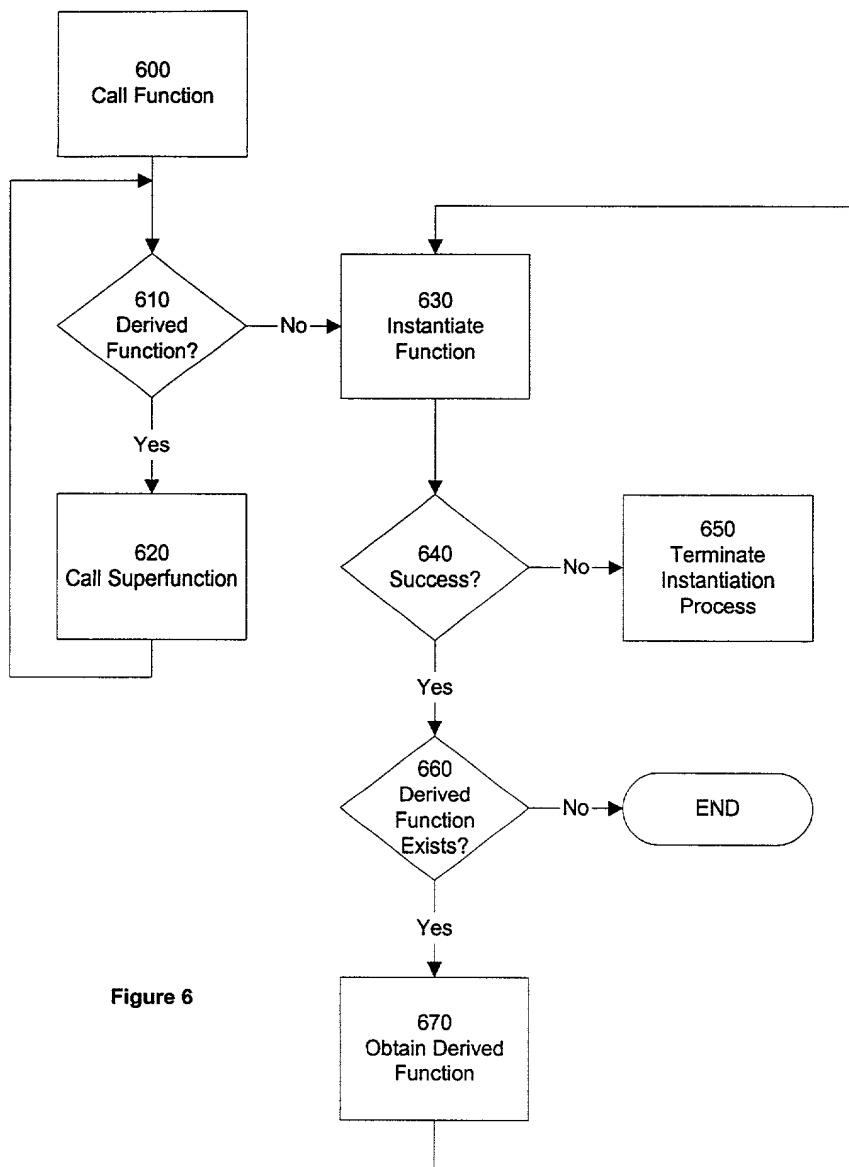 600
Call Function
610
Derived
Function?
No
630
Instantiate
Function
Yes
620
Call Superfunction
640
Success?
No
650
Terminate
Instantiation
Process
Yes
660
Derived
Function
Exists?
No
END
Yes
670
Obtain Derived
Function
Figure 6